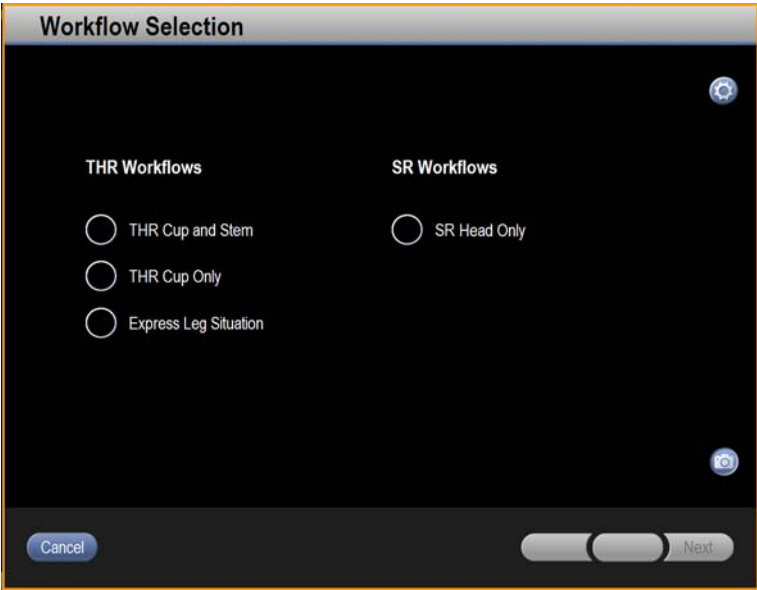 Workflow Selection
THR Workflows
THR Cup and Stem
THR Cup Only
Express Leg Situation
SR Workflows
SR Head Only
Cancel
Next